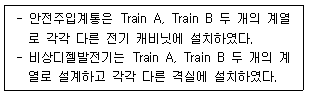 - 안전주입계통은 Train A, Train B 두 개의 계열
로 각각 다른 전기 캐비닛에 설치하였다.
- 비상디젤발전기는 Train A, Train B 두 개의 계
열로 설계하고 각각 다른 격실에 설치하였다.